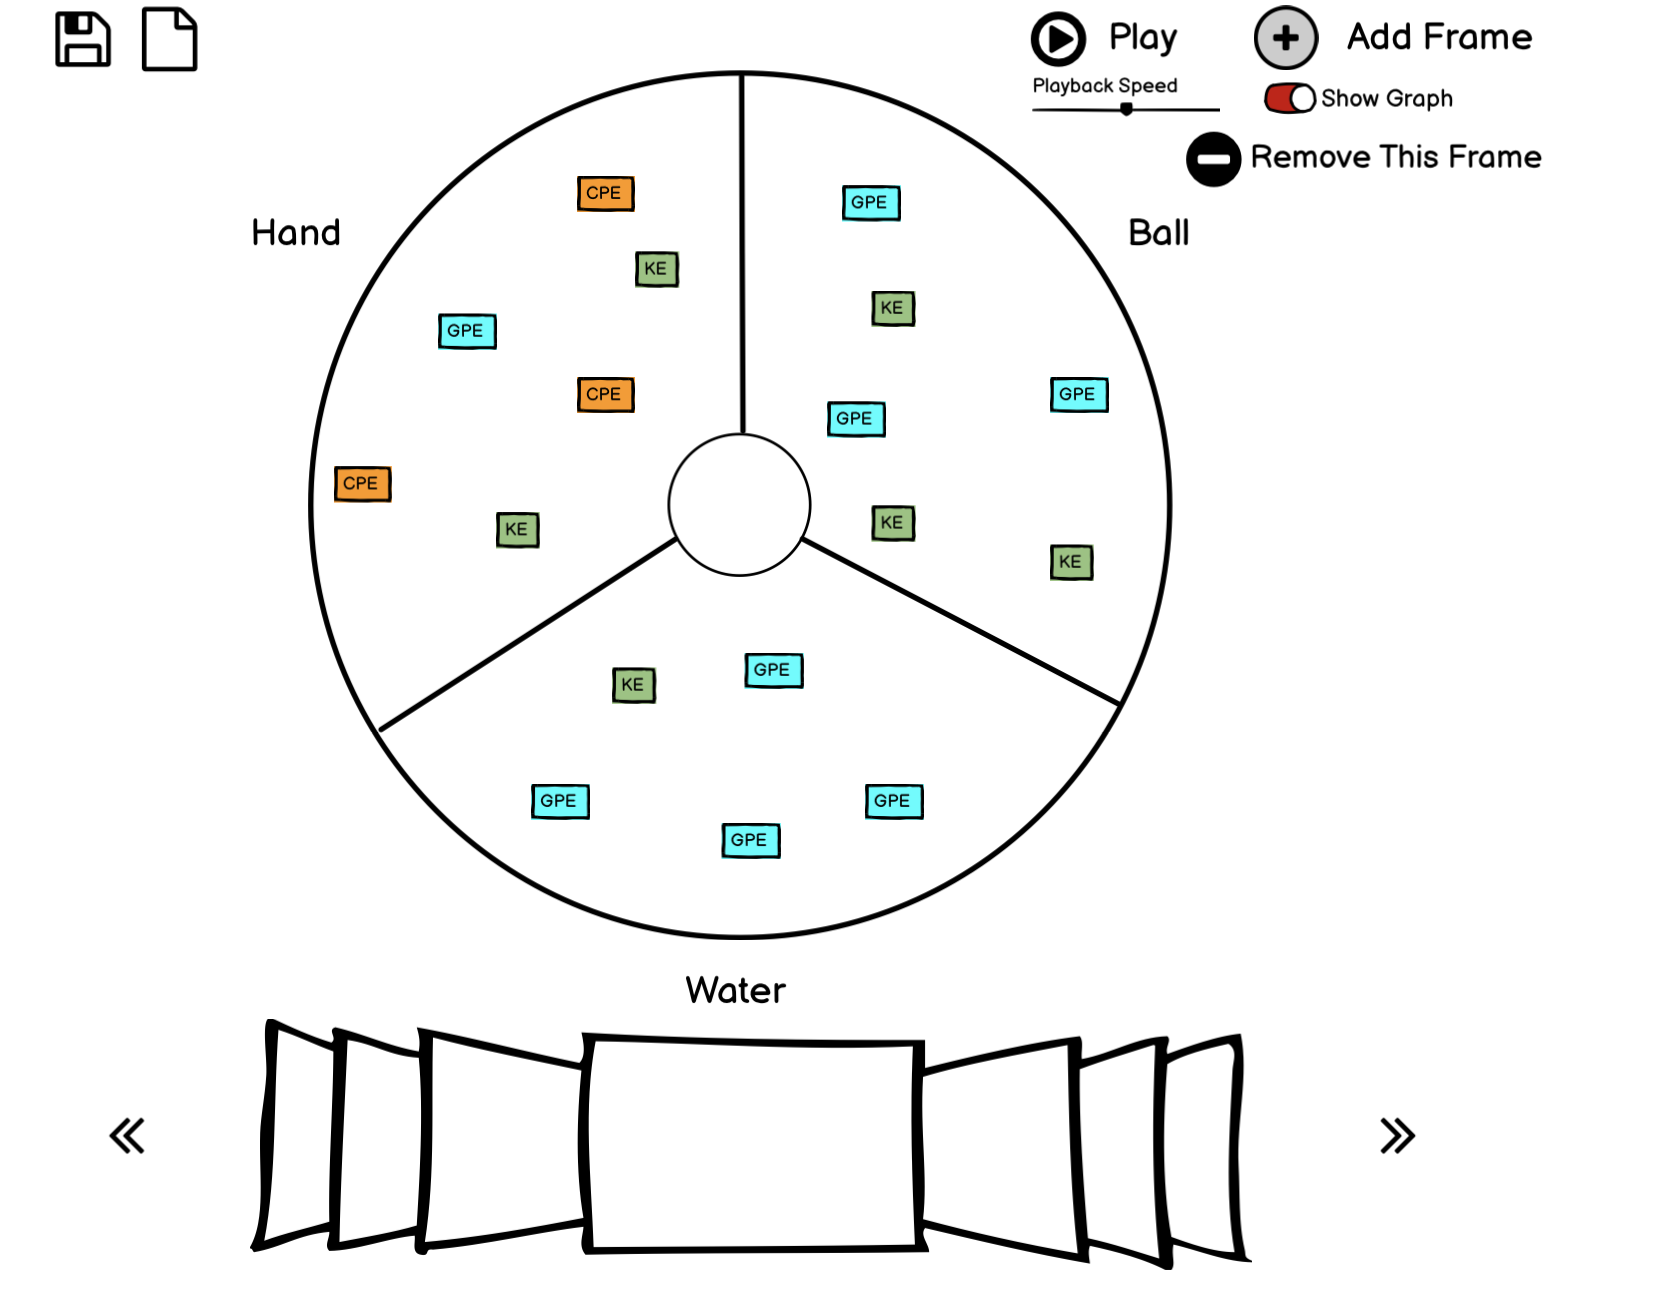 Play
Add Frame
Playback Speed
Show Graph
Remove This Frame
Hand
Ball
CPE
GPE
KE
KE
GPE
CPE
GPE
GPE
CPE
KE
KE
KE
KE
GPE
GPE
GPE
GPE
Water